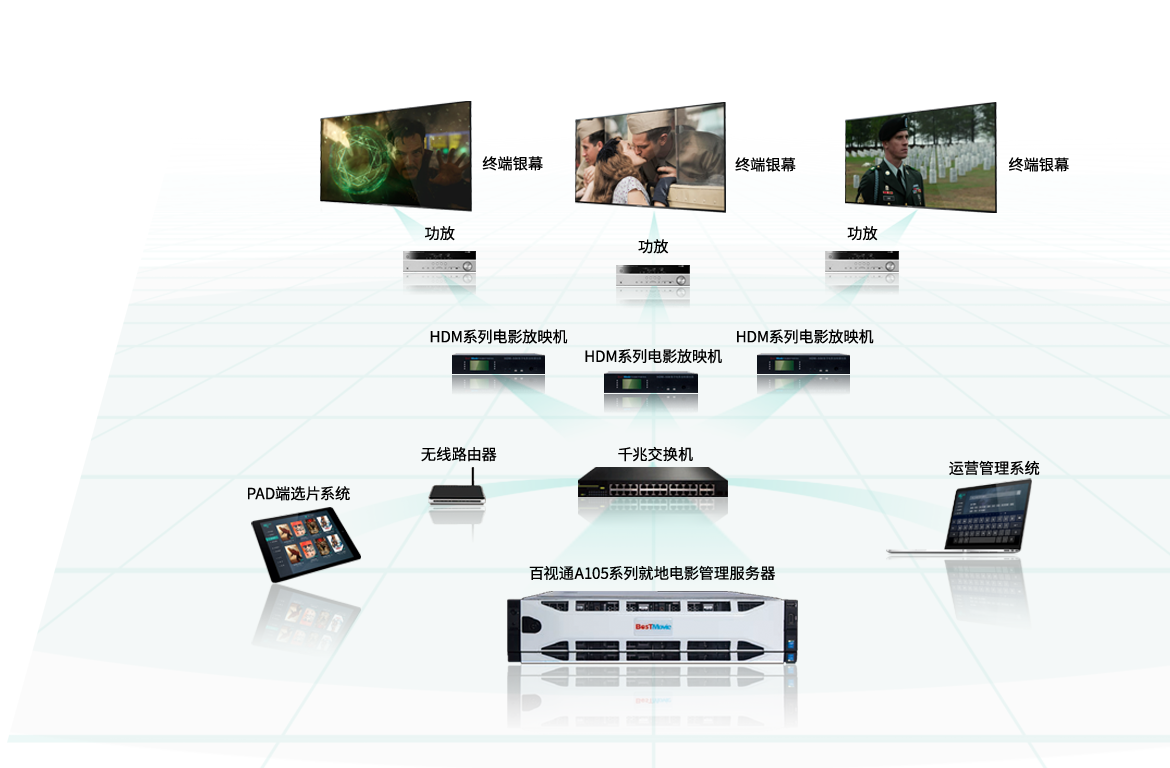 终端银幕
终端银幕
终端银幕
功放
功放
功放
HDM系列电影放映机
HDM系列电影放映机
HDM系列电影放映机
无线路由器
千兆交换机
运营管理系统
PAD端选片系统
百视通A105系列就地电影管理服务器
BesTMovie